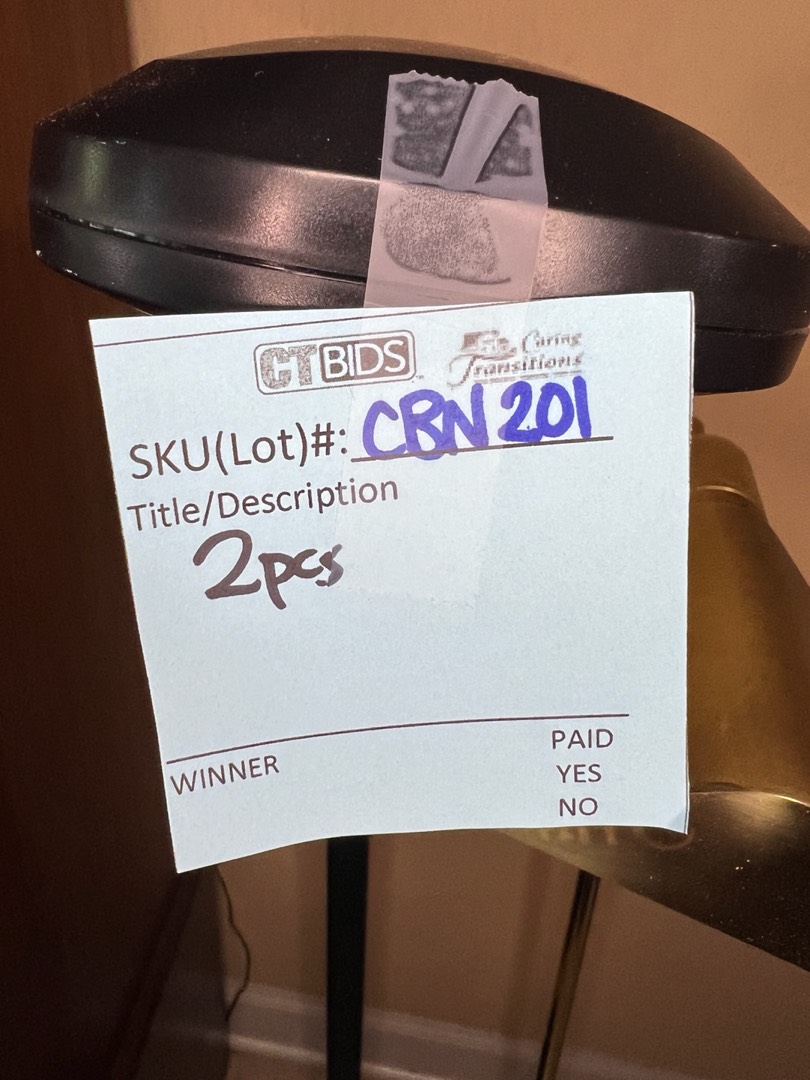 CTBIDS
Caring
Transitions
SKU(Lot)#: CBN 201
Title/Description
2pcs
WINNER
PAID
YES
NO